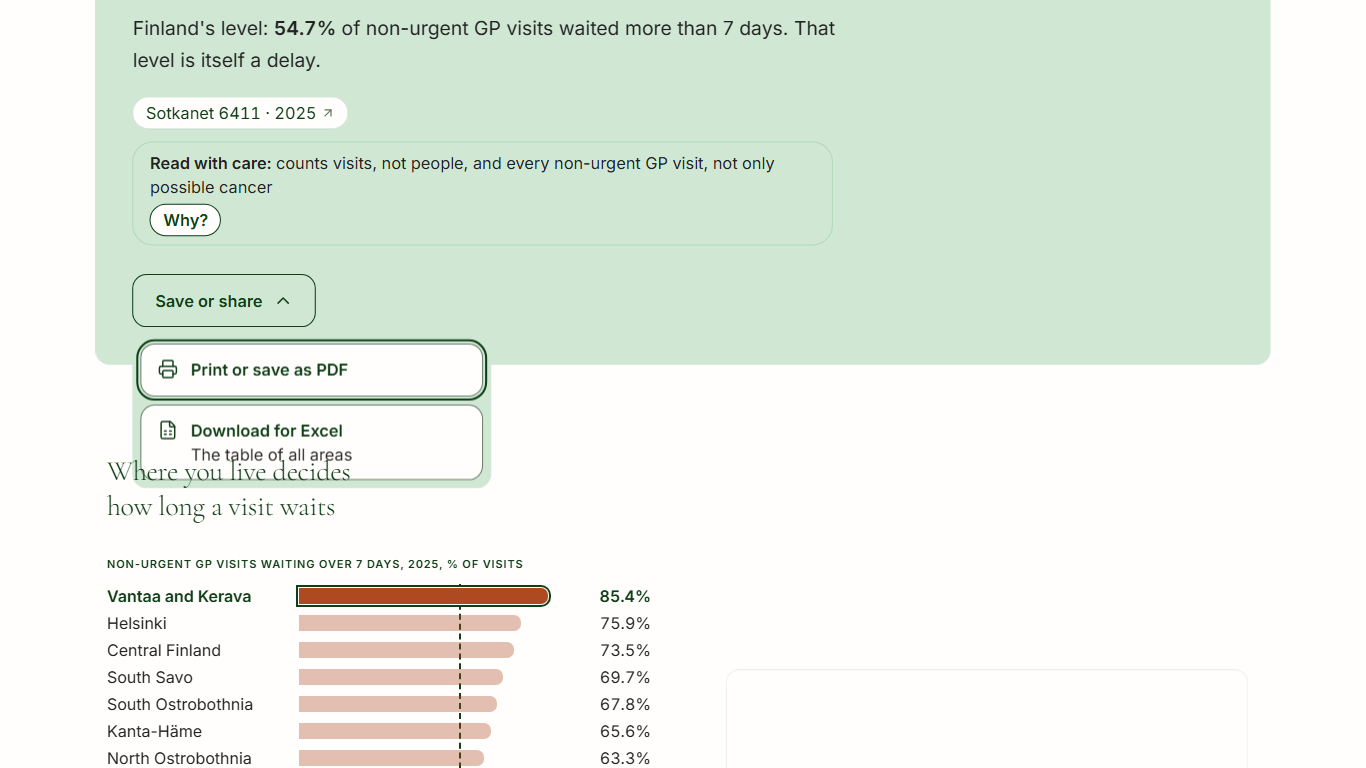 Finland's level: 54.7% of non-urgent GP visits waited more than 7 days. That
level is itself a delay.
Sotkanet 6411 · 2025 ↗
Read with care: counts visits, not people, and every non-urgent GP visit, not only
possible cancer
Why?
Save or share
Print or save as PDF
Download for Excel
The table of all areas
Where you live decides
how long a visit waits
NON-URGENT GP VISITS WAITING OVER 7 DAYS, 2025, % OF VISITS
Vantaa and Kerava 85.4%
Helsinki 75.9%
Central Finland 73.5%
South Savo 69.7%
South Ostrobothnia 67.8%
Kanta-Häme 65.6%
North Ostrobothnia 63.3%